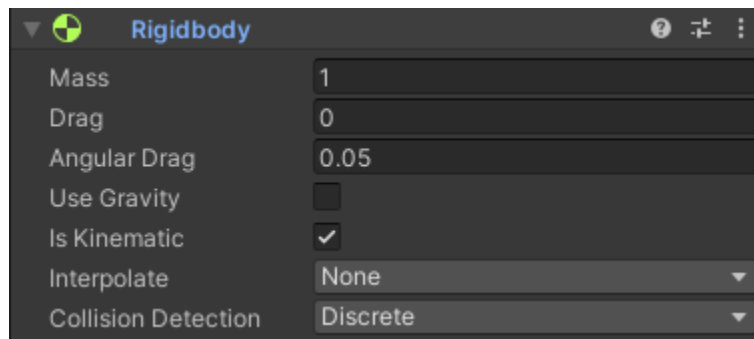 Rigidbody
Mass 1
Drag 0
Angular Drag 0.05
Use Gravity
Is Kinematic
Interpolate None
Collision Detection Discrete